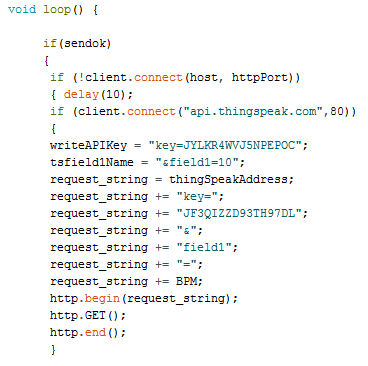 void loop() {
if(sendok)
{
if (!client.connect(host, httpPort))
{ delay(10);
if (client.connect("api.thingspeak.com",80))
{
writeAPIKey = "key=JYLKR4WVJ5NPEPOC";
tsfield1Name = "&field1=10";
request_string = thingSpeakAddress;
request_string += "key=";
request_string += "JF3QIZZD93TH97DL";
request_string += "&";
request_string += "field1";
request_string += "=";
request_string += BPM;
http.begin(request_string);
http.GET();
http.end();
}